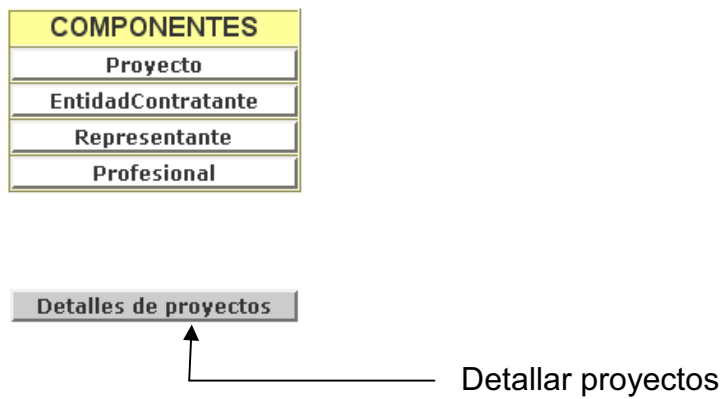 COMPONENTES
Proyecto
EntidadContratante
Representante
Profesional
Detalles de proyectos
Detallar proyectos